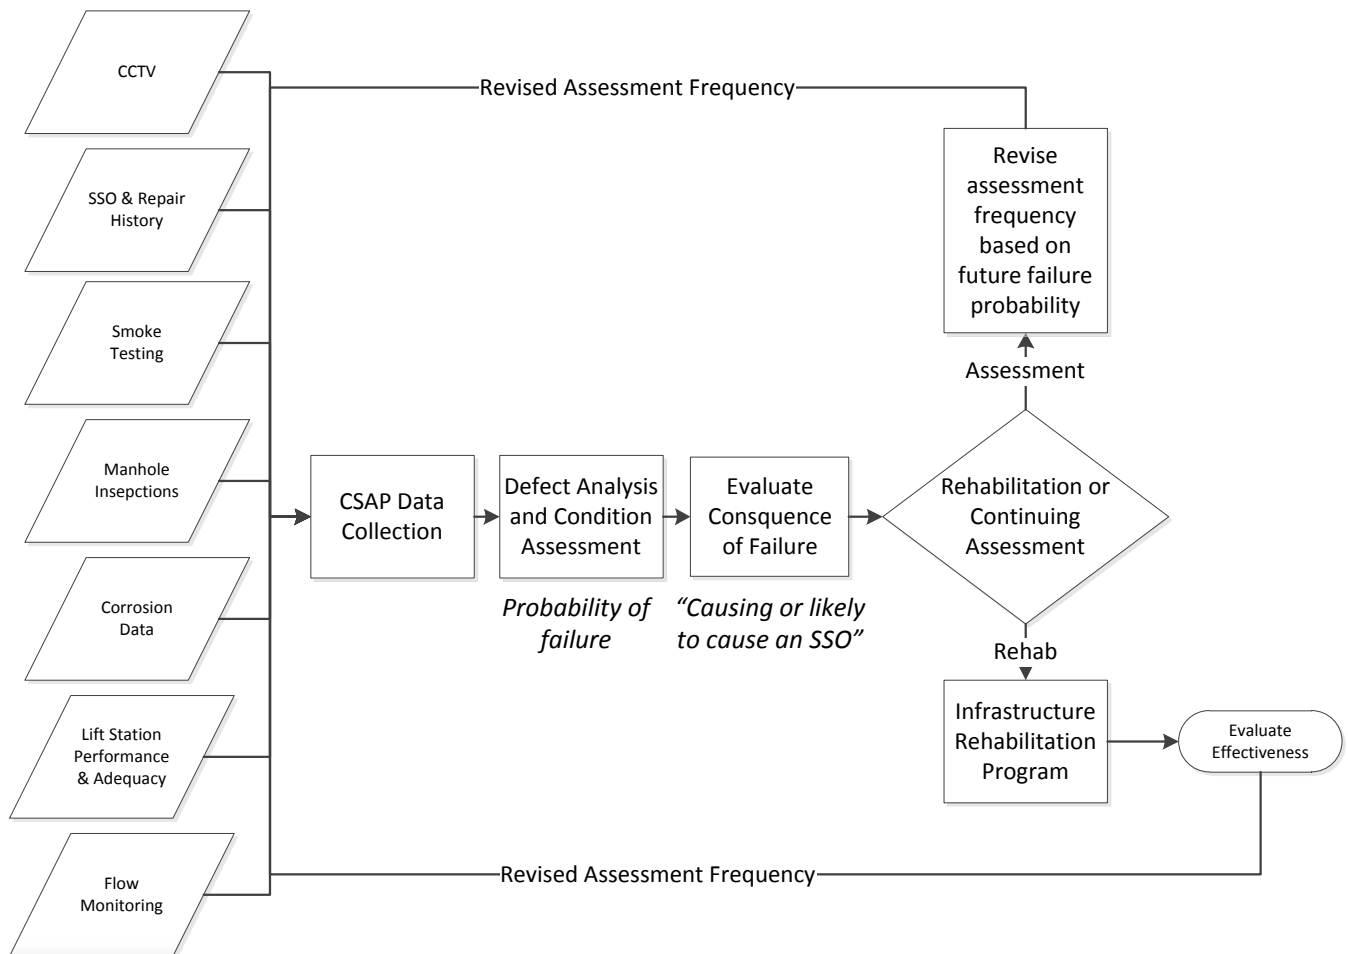 CCTV
SSO & Repair
History
Smoke
Testing
Manhole
Insepctions
Corrosion
Data
Lift Station
Performance
& Adequacy
Flow
Monitoring
Revised Assessment Frequency
CSAP Data
Collection
Defect Analysis
and Condition
Assessment
Probability of
failure
Evaluate
Consquence
of Failure
“Causing or likely
to cause an SSO”
Rehabilitation or
Continuing
Assessment
Assessment
Revise
assessment
frequency
based on
future failure
probability
Rehab
Infrastructure
Rehabilitation
Program
Evaluate
Effectiveness
Revised Assessment Frequency